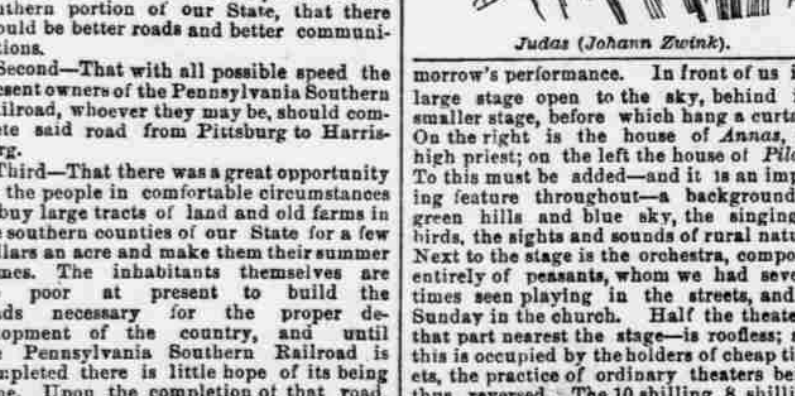 uthern portion of our State, that there
ould be better roads and better communi-
tions.
Second—That with all possible speed the
esent owners of the Pennsylvania Southern
ilroad, whoever they may be, should com-
ete said road from Pittsburg to Harris-
rg.
Third—That there was a great opportunity
the people in comfortable circumstances
buy large tracts of land and old farms in
e southern counties of our State for a few
llars an acre and make them their summer
mes. The inhabitants themselves are
poor at present to build the
ds necessary for the proper de-
opment of the country, and until
e Pennsylvania Southern Railroad is
mpleted there is little hope of its being
ne. Upon the completion of that road
Judas (Johann Zwink).
morrow's performance. In front of us i
large stage open to the sky, behind i
smaller stage, before which hang a curta
On the right is the house of Annas,
high priest; on the left the house of Pila
To this must be added—and it is an imp
ing feature throughout—a background
green hills and blue sky, the singing
birds, the sights and sounds of rural natu
Next to the stage is the orchestra, compo
entirely of peasants, whom we had seve
times seen playing in the streets, and
Sunday in the church. Half the theate
that part nearest the stage—is roofless; a
this is occupied by the holders of cheap ti
ets, the practice of ordinary theaters be
thus reversed. The 10 shilling, 8 shilli